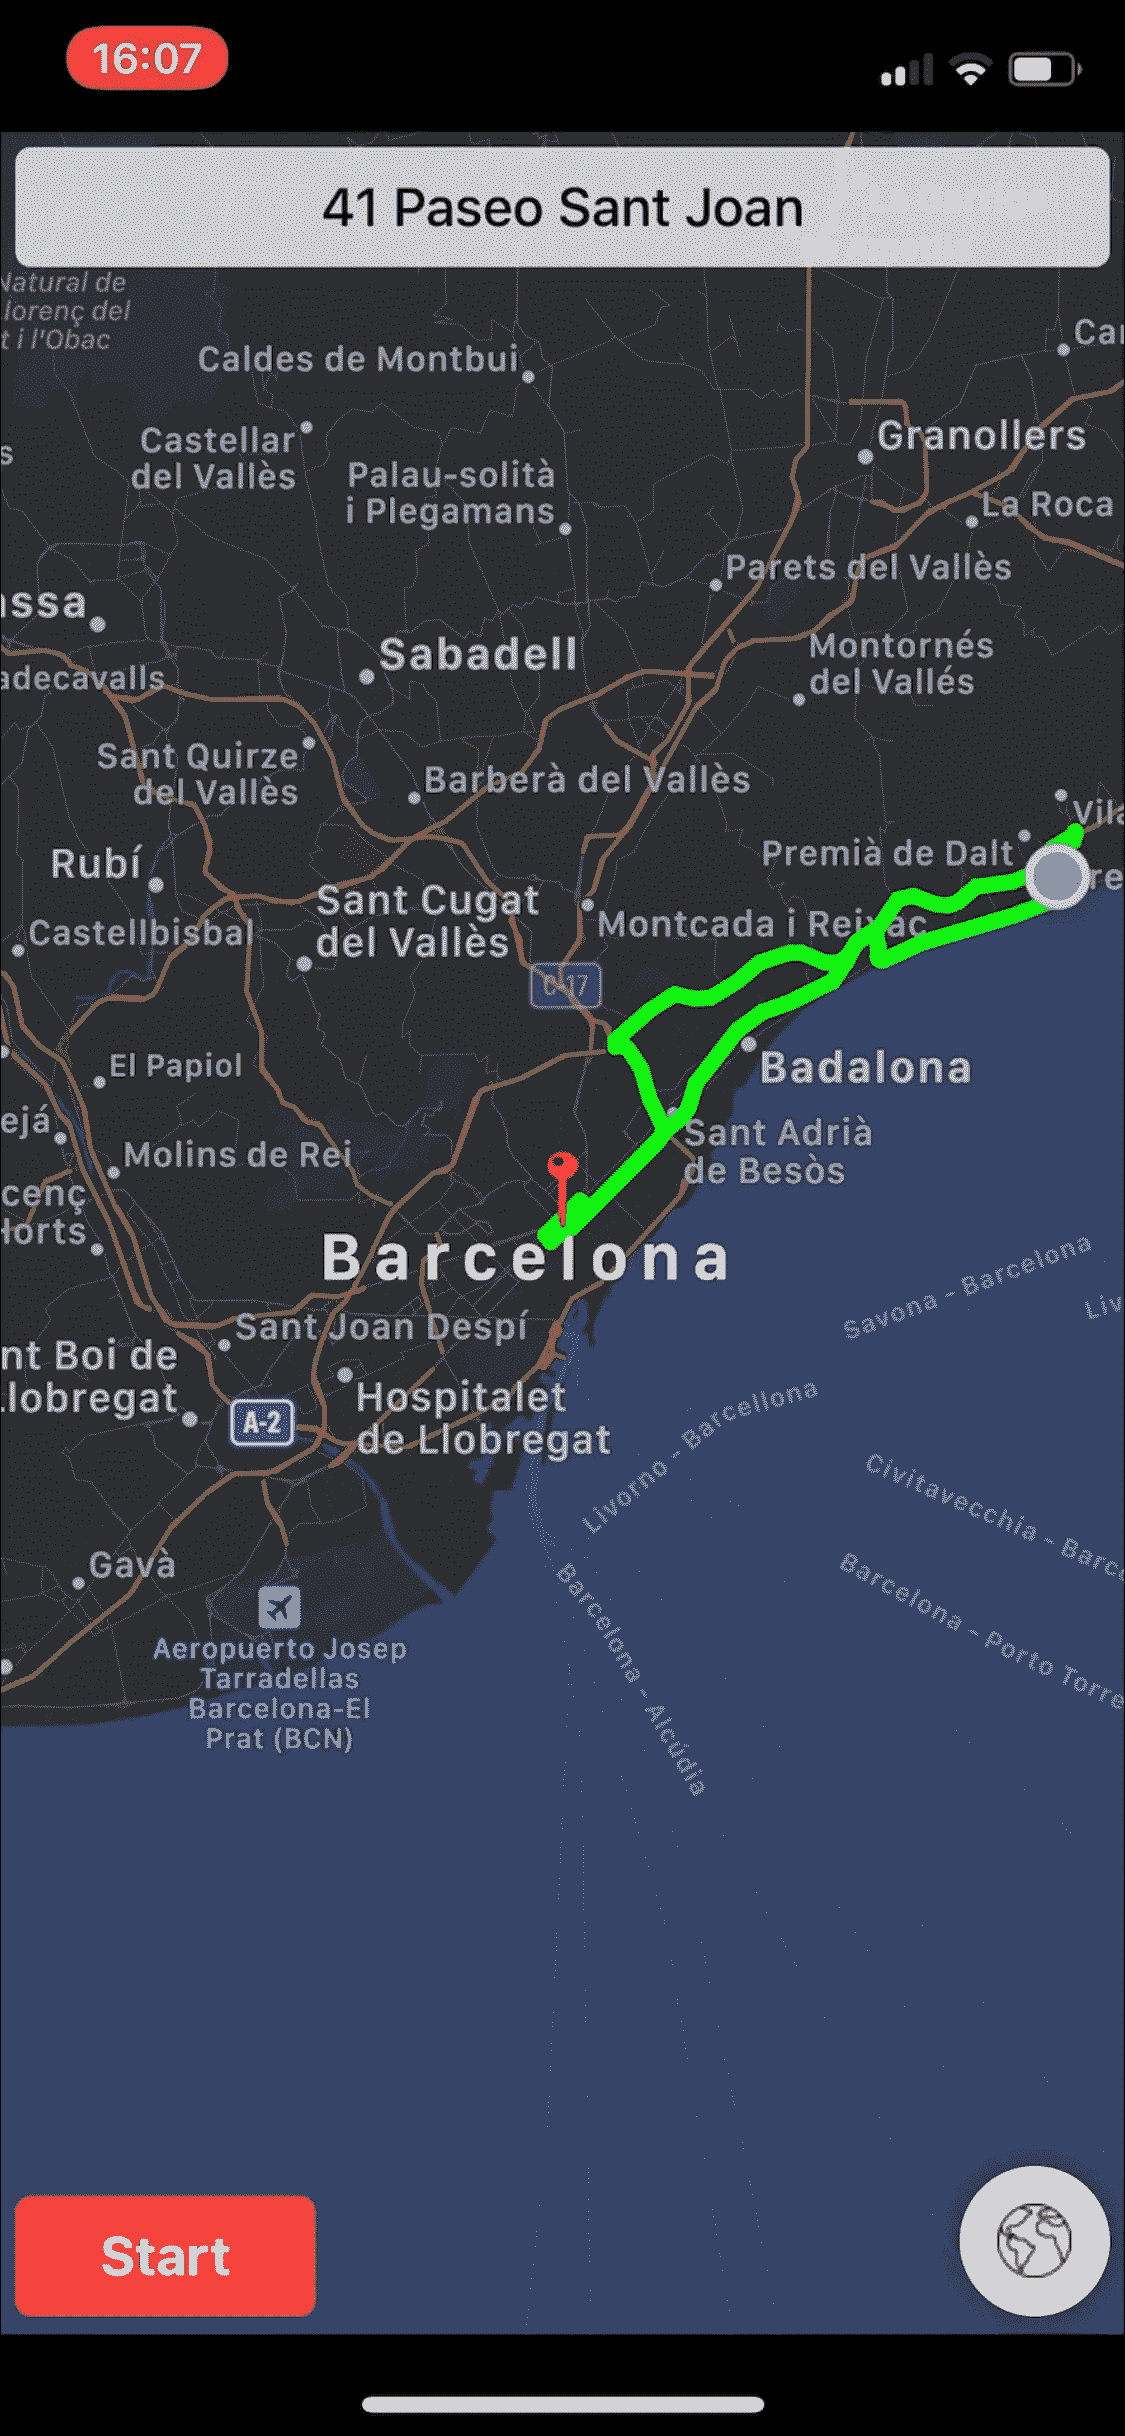 16:07
41 Paseo Sant Joan
Natural de
lorenç del
t i l'Obac
Caldes de Montbui
Car
Castellar
del Vallès
s
Palau-solità
i Plegamans
Granollers
La Roca
Parets del Vallès
assa
Sabadell
Montornés
del Vallés
adecavalls
Sant Quirze
del Vallès
Barberà del Vallès
Vila
Premià de Dalt
re
Rubí
Sant Cugat
del Vallès
Montcada i Reixac
Castellbisbal
C-17
El Papiol
Badalona
ejá
Sant Adrià
de Besòs
Molins de Rei
cenç
Horts
Barcelona
Savona - Barcelona
Liv
Sant Joan Despí
nt Boi de
Llobregat
Hospitalet
de Llobregat
A-2
Livorno - Barcellona
Civitavecchia - Barce
Barcelona - Porto Torre
Barcelona - Alcúdia
Gavà
Aeropuerto Josep
Tarradellas
Barcelona-El
Prat (BCN)
Start